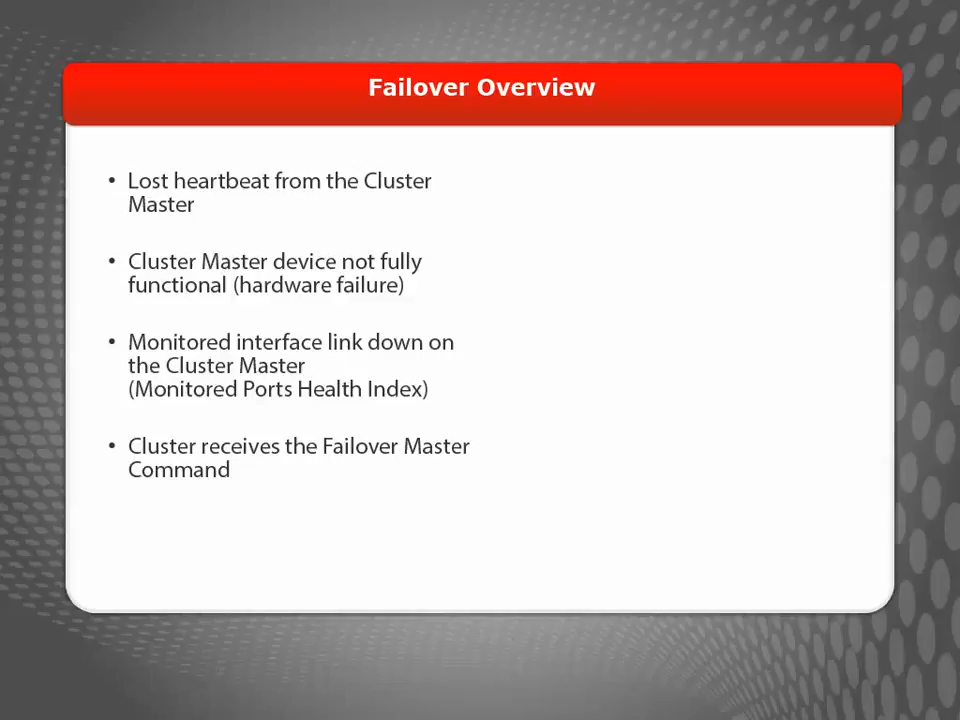 Failover Overview
• Lost heartbeat from the Cluster
Master
• Cluster Master device not fully
functional (hardware failure)
• Monitored interface link down on
the Cluster Master
(Monitored Ports Health Index)
• Cluster receives the Failover Master
Command